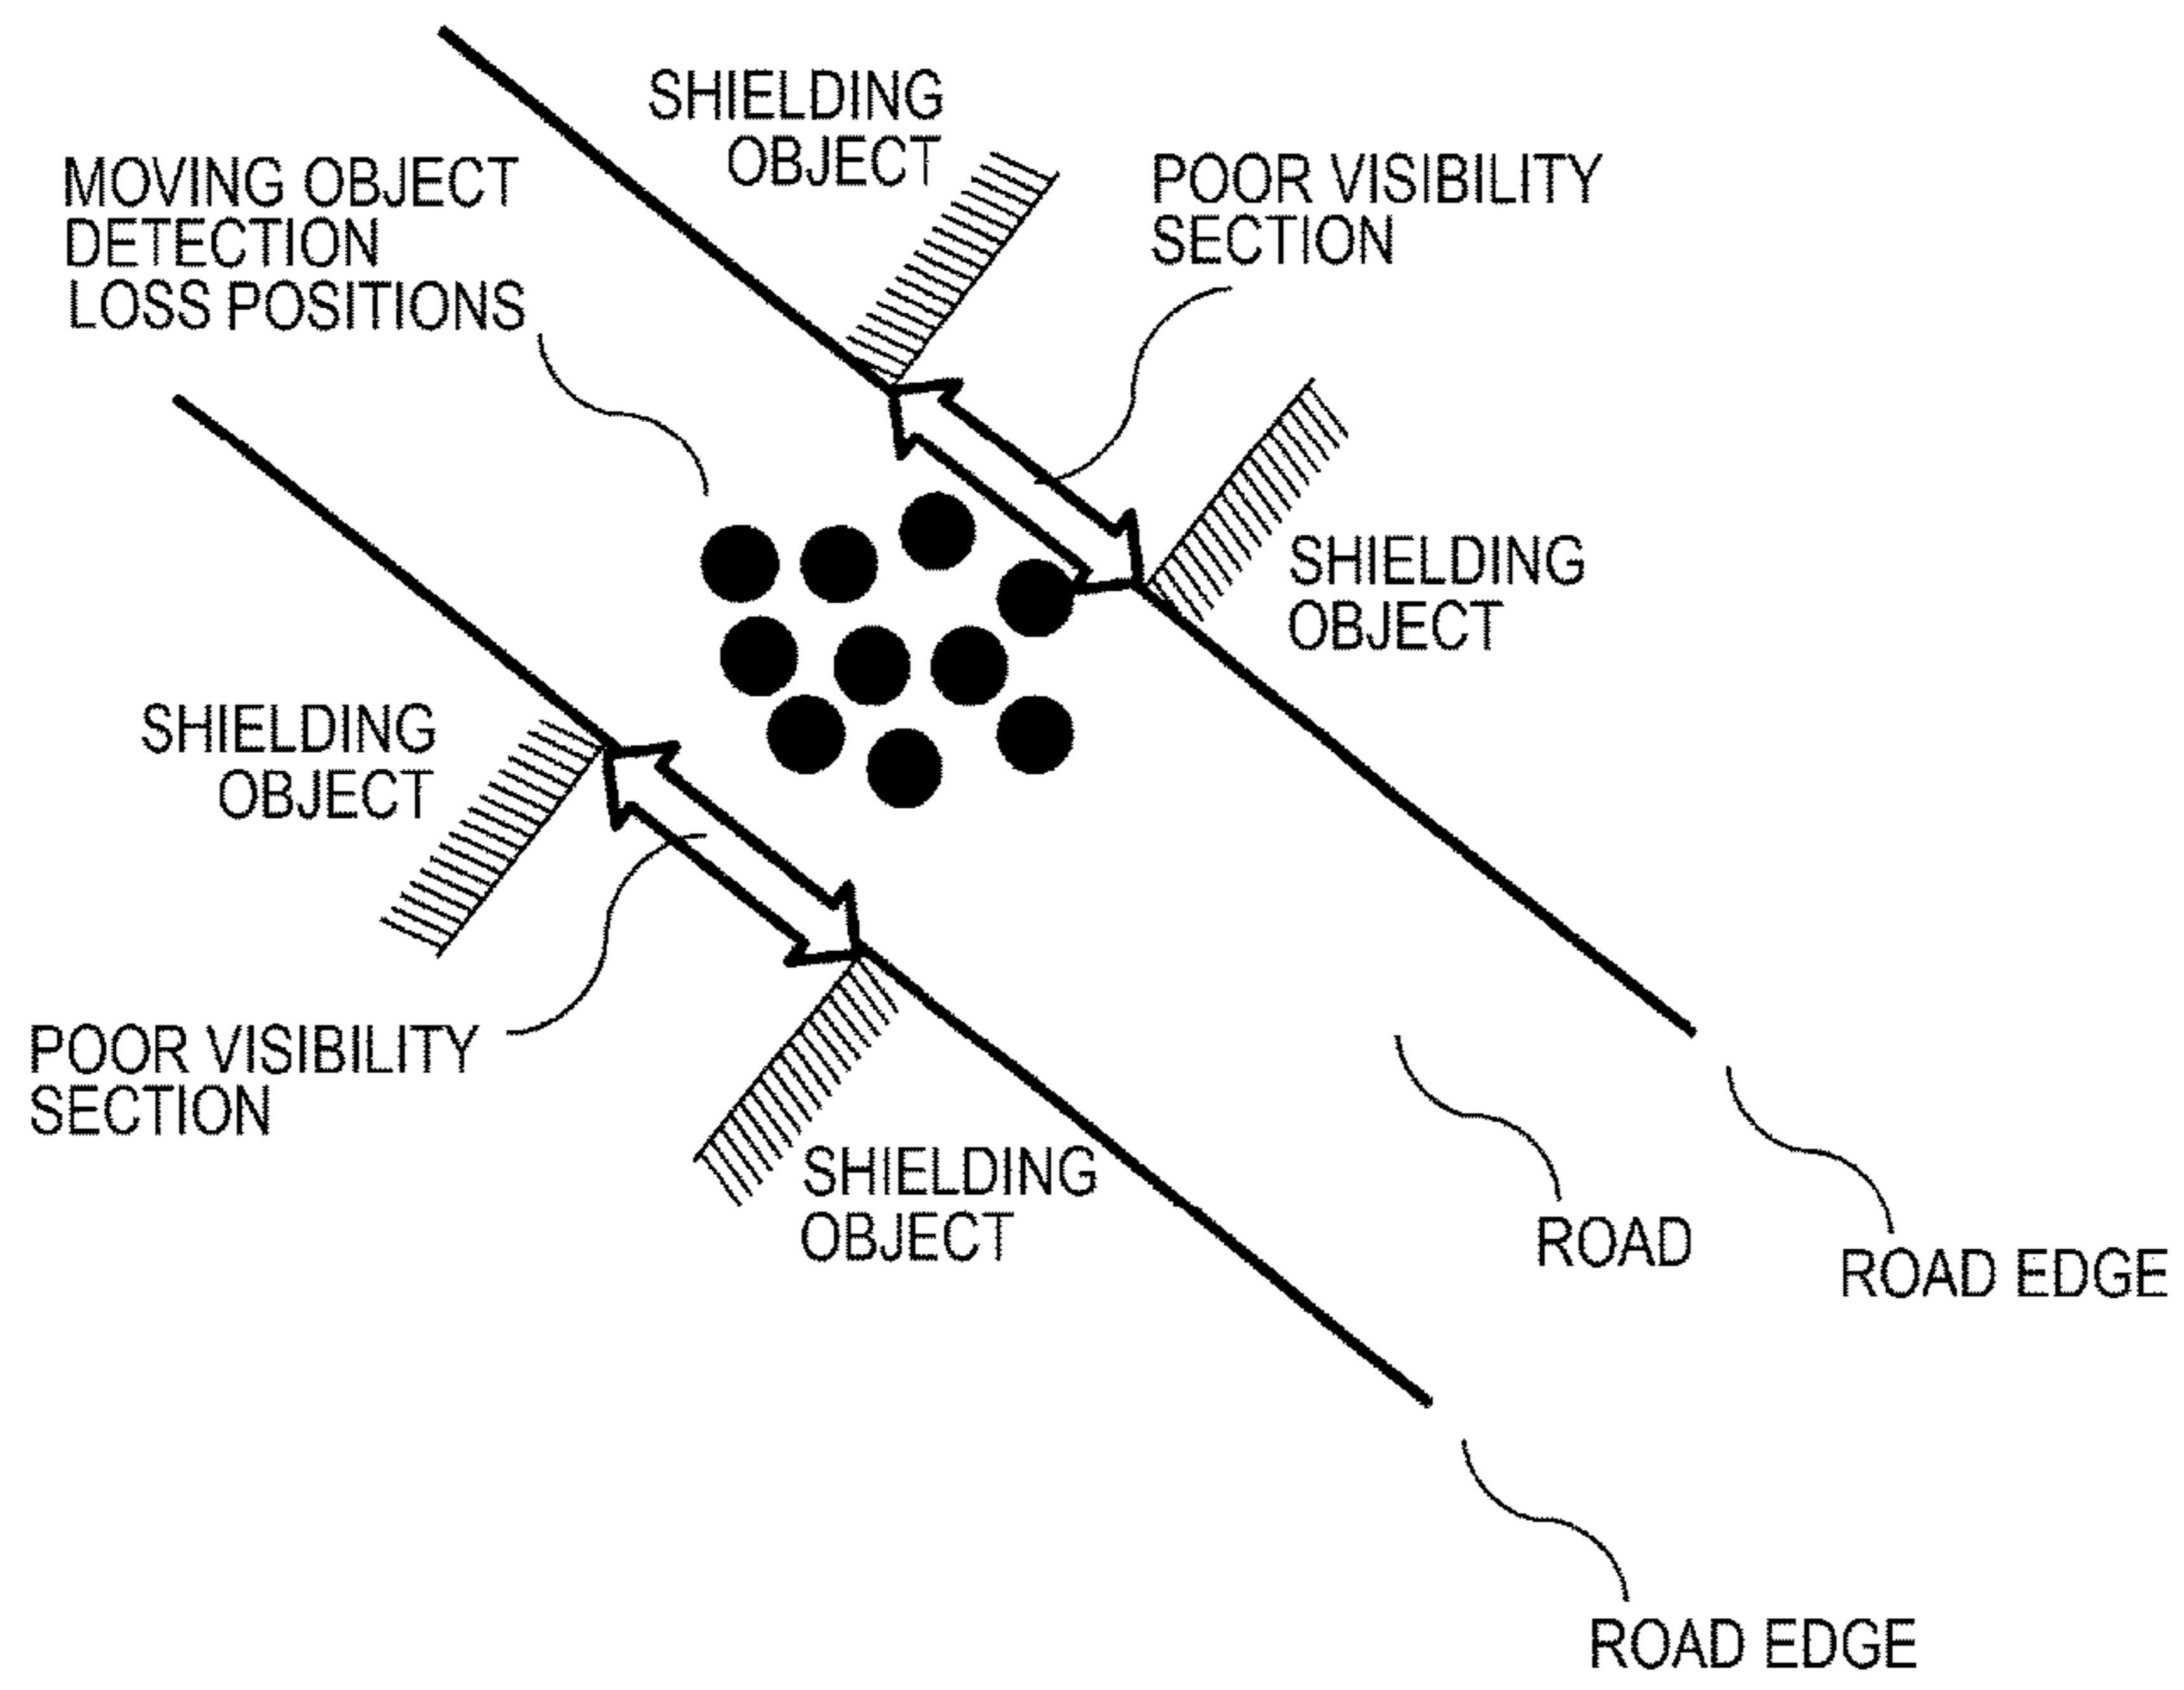 SHIELDING
OBJECT
MOVING OBJECT
DETECTION
LOSS POSITIONS
POOR VISIBILITY
SECTION
SHIELDING
OBJECT
SHIELDING
OBJECT
POOR VISIBILITY
SECTION
SHIELDING
OBJECT
ROAD
ROAD EDGE
ROAD EDGE